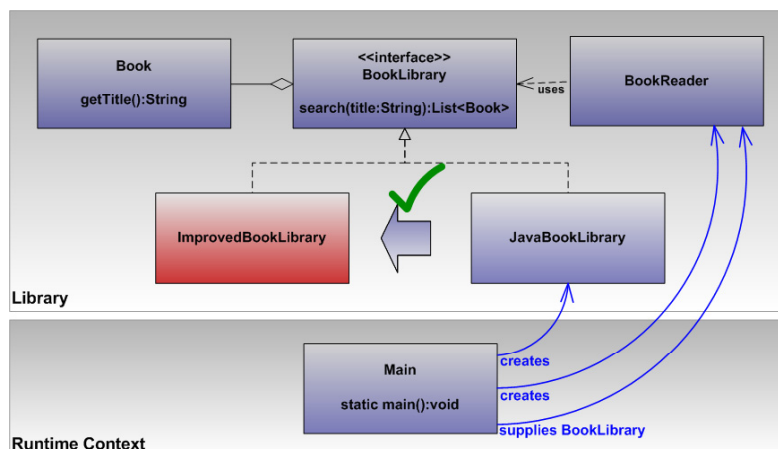 Book
getTitle():String
<<interface>>
BookLibrary
search(title:String):List<Book>
uses
BookReader
ImprovedBookLibrary
JavaBookLibrary
Library
Main
static main():void
creates
creates
supplies BookLibrary
Runtime Context